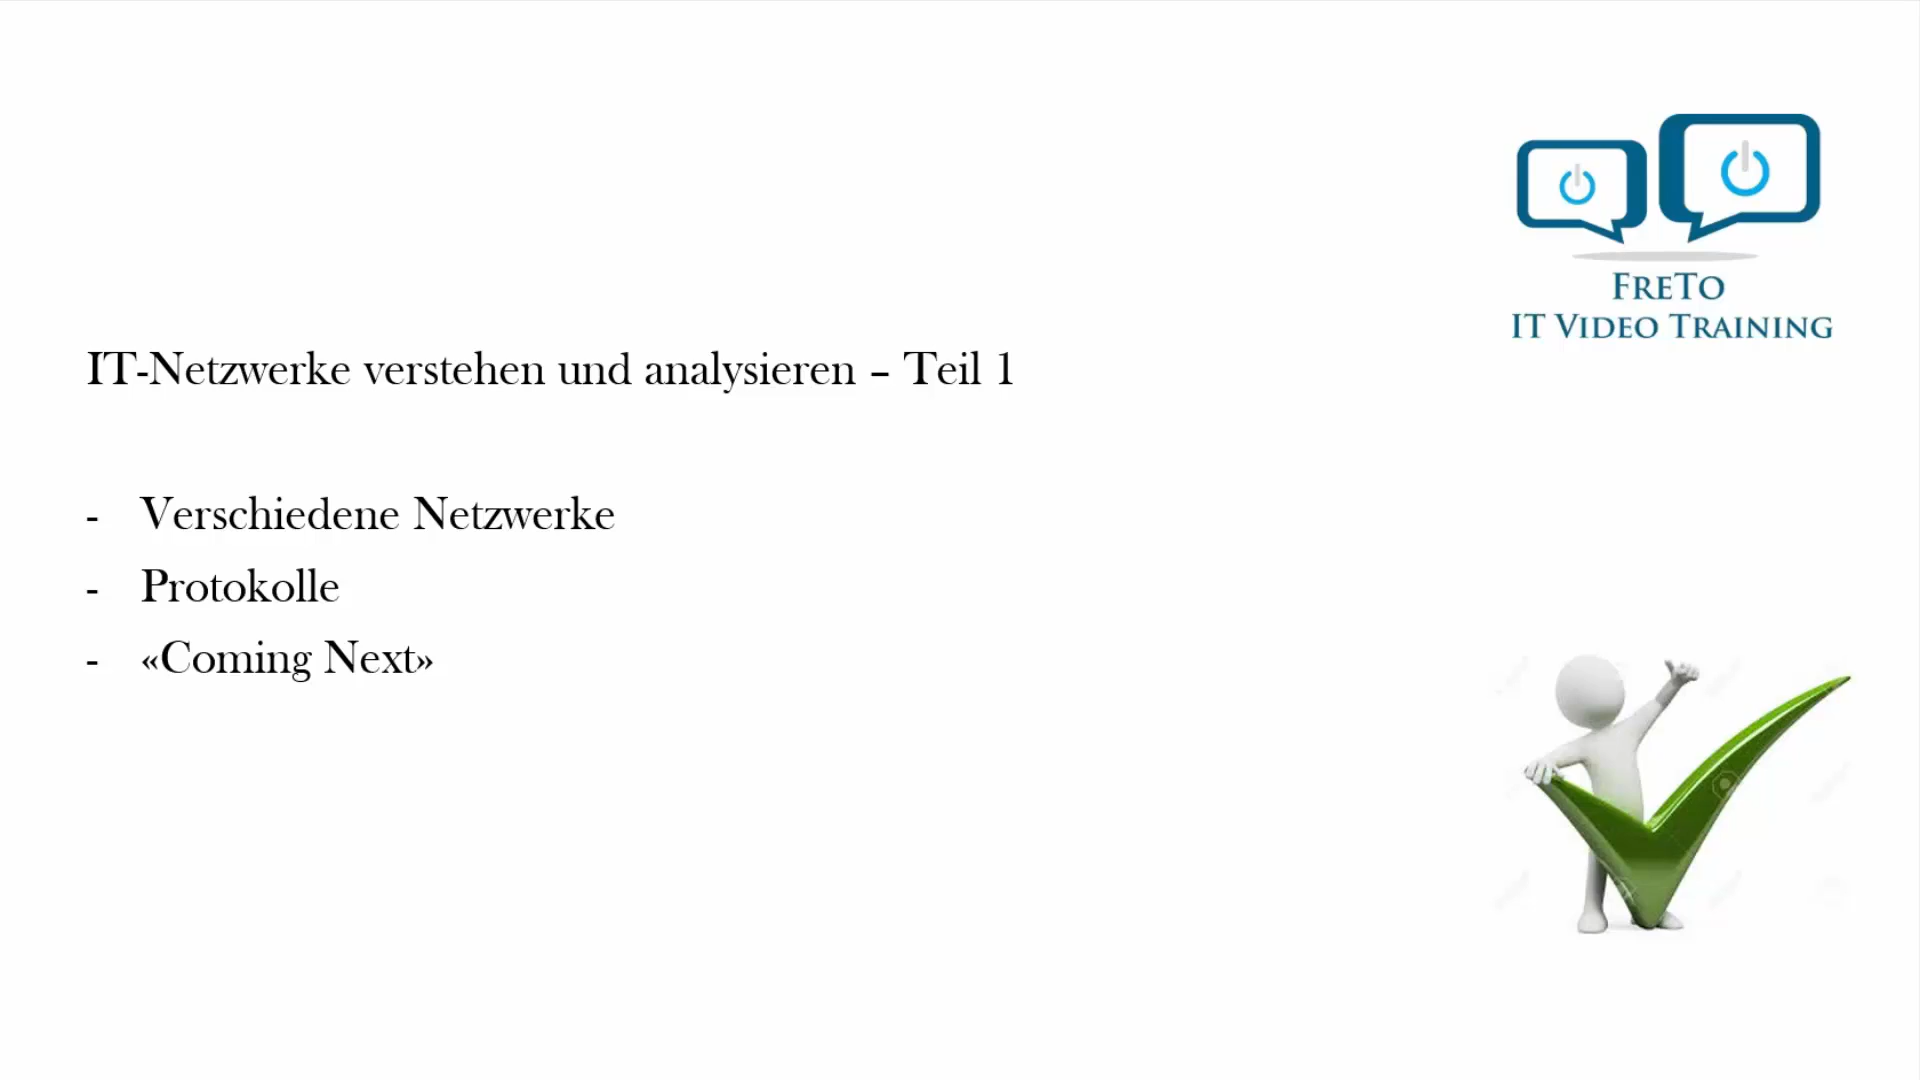 FreTo
IT Video Training
IT-Netzwerke verstehen und analysieren – Teil 1
- Verschiedene Netzwerke
- Protokolle
- «Coming Next»